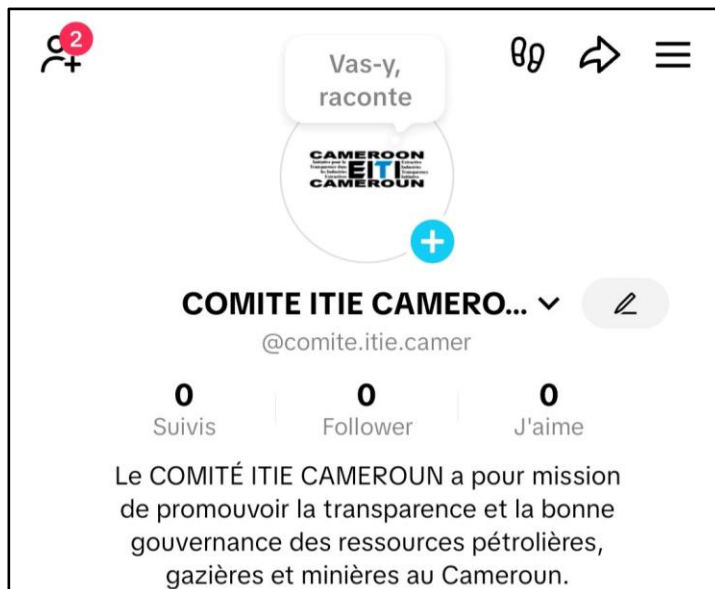 2
Vas-y,
raconte
CAMEROON
EITI
CAMEROUN
COMITE ITIE CAMERO...
@comite.itie.camer
0 0 0
Suivis Follower J'aime
Le COMITÉ ITIE CAMEROUN a pour mission
de promouvoir la transparence et la bonne
gouvernance des ressources pétrolières,
gazières et minières au Cameroun.